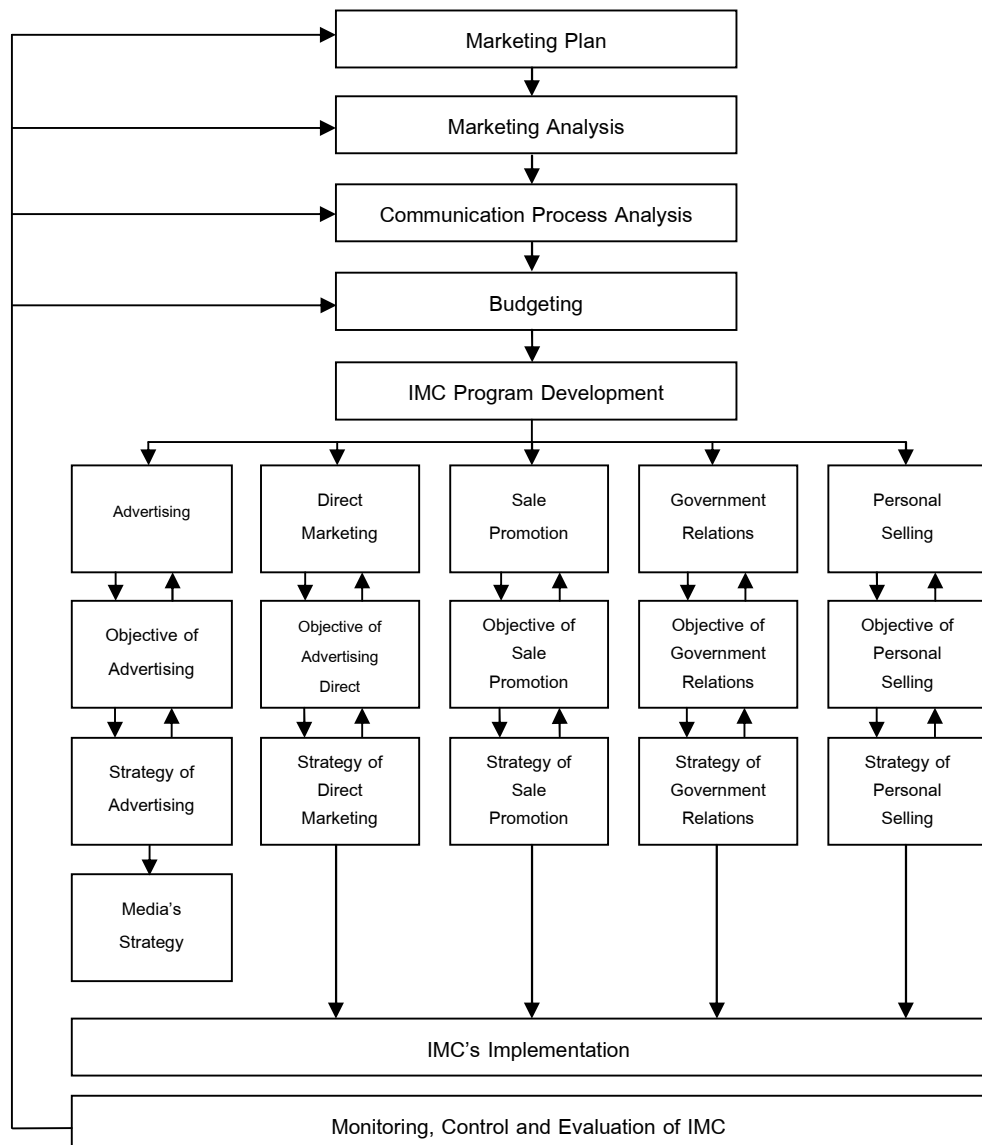 Marketing Plan
Marketing Analysis
Communication Process Analysis
Budgeting
IMC Program Development
Advertising
Direct
Marketing
Sale
Promotion
Government
Relations
Personal
Selling
Objective of
Advertising
Objective of
Advertising
Direct
Objective of
Sale
Promotion
Objective of
Government
Relations
Objective of
Personal
Selling
Strategy of
Advertising
Strategy of
Direct
Marketing
Strategy of
Sale
Promotion
Strategy of
Government
Relations
Strategy of
Personal
Selling
Media’s
Strategy
IMC’s Implementation
Monitoring, Control and Evaluation of IMC